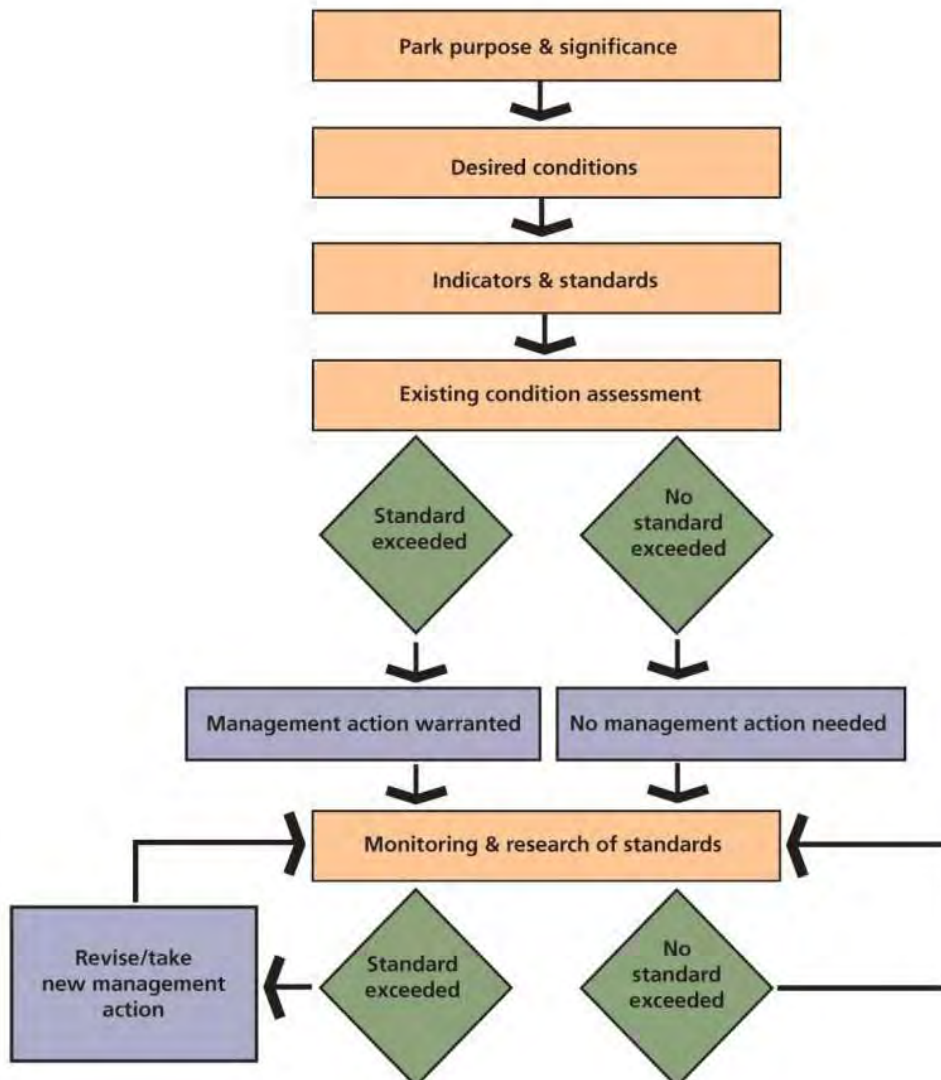 Park purpose & significance
Desired conditions
Indicators & standards
Existing condition assessment
Standard
exceeded
No
standard
exceeded
Management action warranted
No management action needed
Monitoring & research of standards
Revise/take
new management
action
Standard
exceeded
No
standard
exceeded